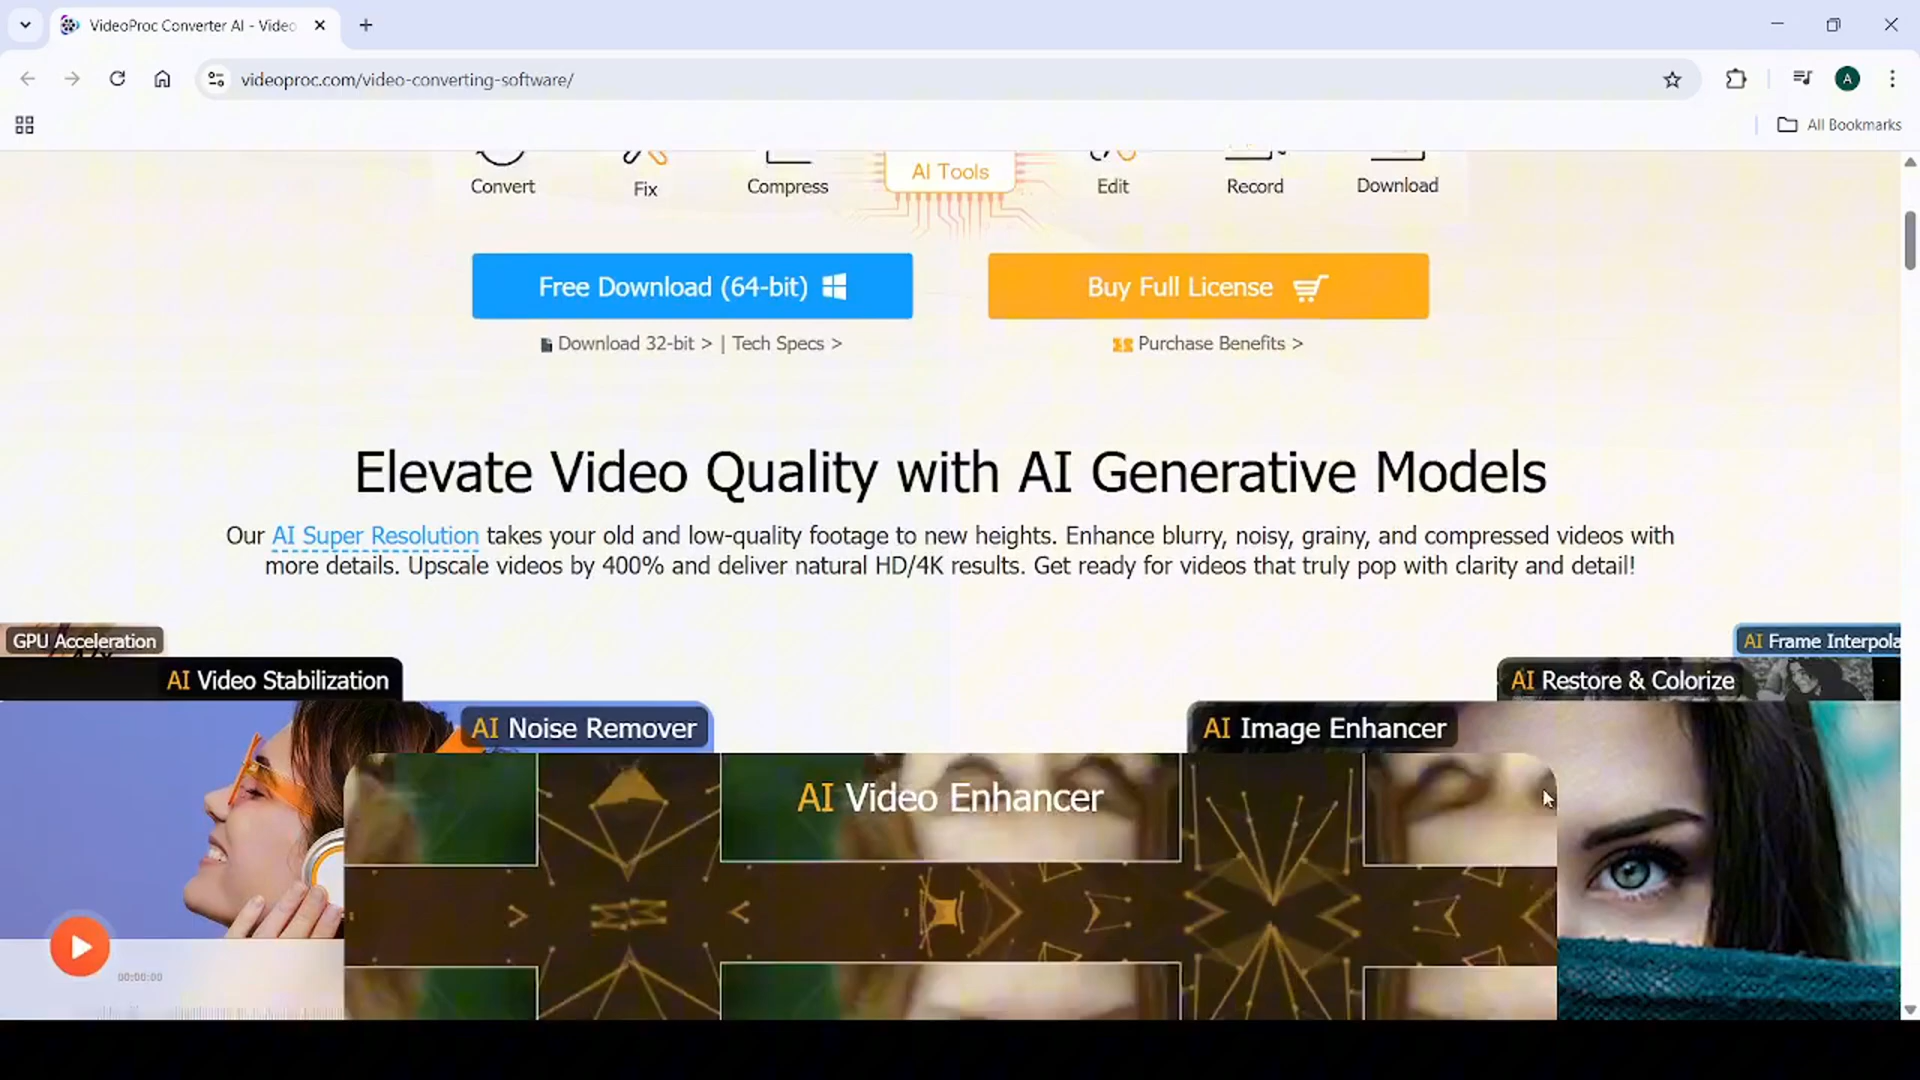 VideoProc Converter AI - Video
videoproc.com/video-converting-software/
A
All Bookmarks
Convert
Fix
Compress
AI Tools
Edit
Record
Download
Free Download (64-bit)
Buy Full License
Download 32-bit > | Tech Specs >
Purchase Benefits >
Elevate Video Quality with AI Generative Models
Our AI Super Resolution takes your old and low-quality footage to new heights. Enhance blurry, noisy, grainy, and compressed videos with
more details. Upscale videos by 400% and deliver natural HD/4K results. Get ready for videos that truly pop with clarity and detail!
GPU Acceleration
AI Frame Interpola
AI Video Stabilization
AI Restore & Colorize
AI Noise Remover
AI Image Enhancer
AI Video Enhancer
00:00:00